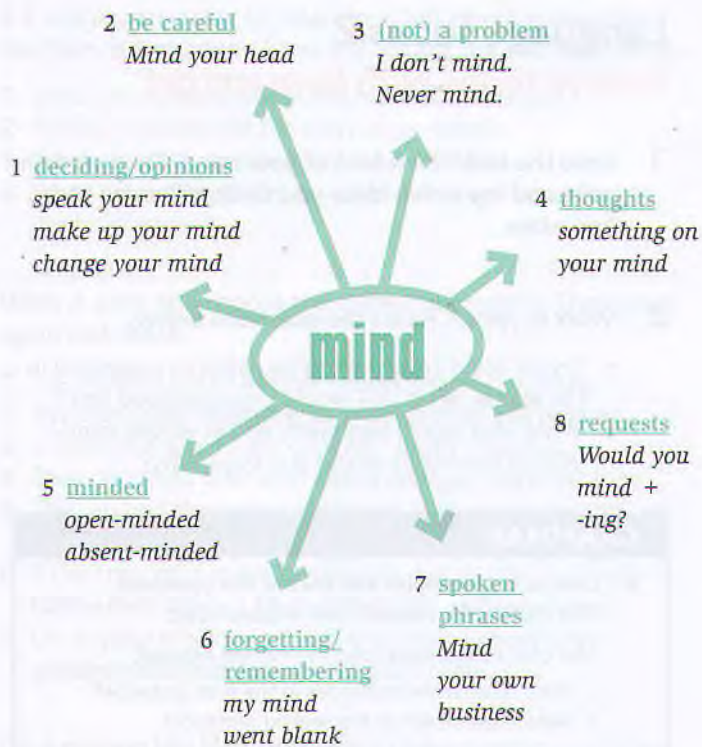 2 be careful
Mind your head
3 (not) a problem
I don't mind.
Never mind.
1 deciding/opinions
speak your mind
make up your mind
change your mind
4 thoughts
something on
your mind
mind
5 minded
open-minded
absent-minded
8 requests
Would you
mind +
-ing?
6 forgetting/
remembering
my mind
went blank
7 spoken
phrases
Mind
your own
business